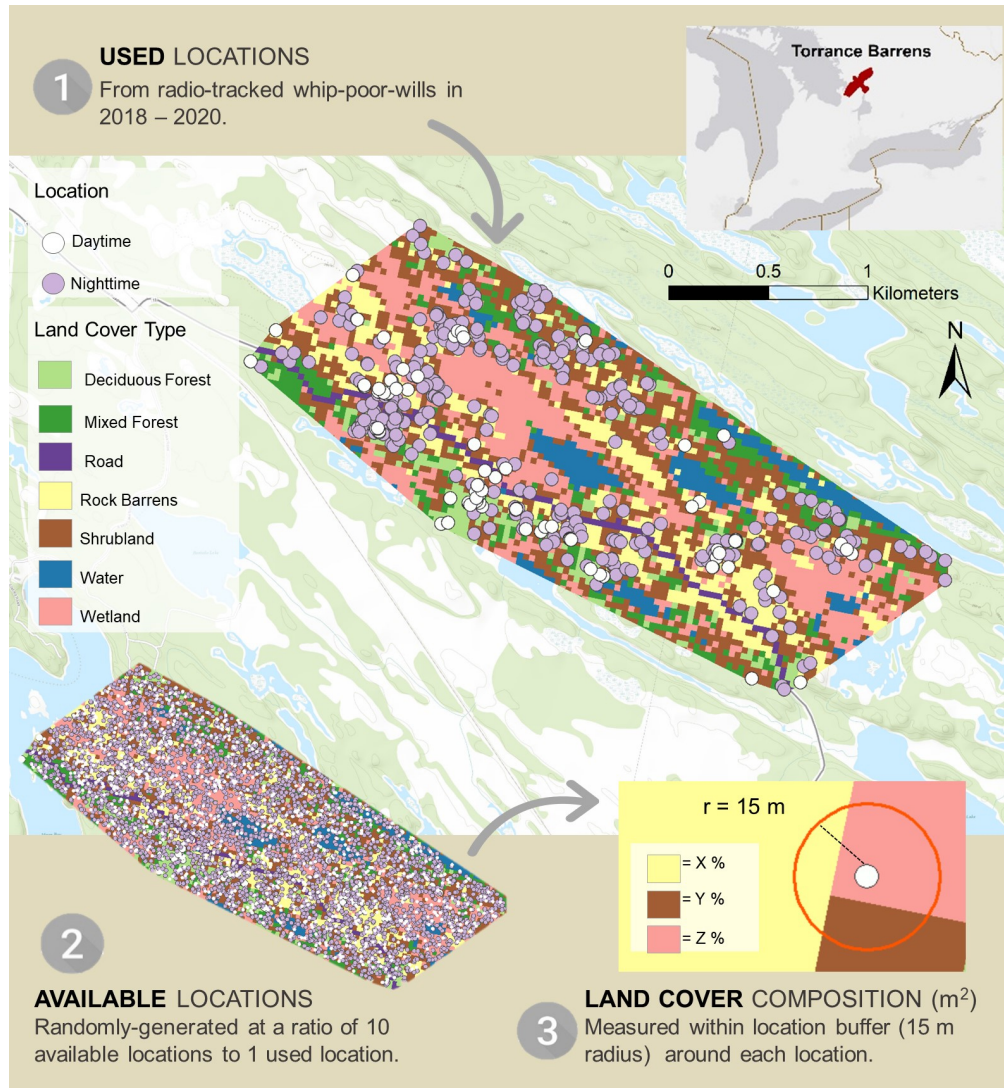 1
USED LOCATIONS
From radio-tracked whip-poor-wills in
2018 – 2020.
Torrance Barrens
Location
Daytime
Nighttime
0 0.5 1
Kilometers
N
Land Cover Type
Deciduous Forest
Mixed Forest
Road
Rock Barrens
Shrubland
Water
Wetland
r = 15 m
= X %
= Y %
= Z %
2
AVAILABLE LOCATIONS
Randomly-generated at a ratio of 10
available locations to 1 used location.
3
LAND COVER COMPOSITION (m²)
Measured within location buffer (15 m
radius) around each location.